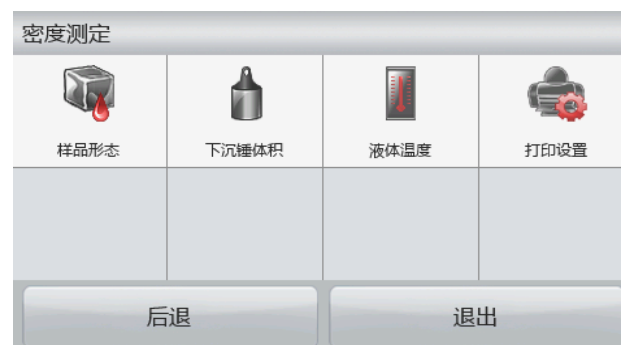 密度测定
样品形态
下沉锤体积
液体温度
打印设置
后退
退出